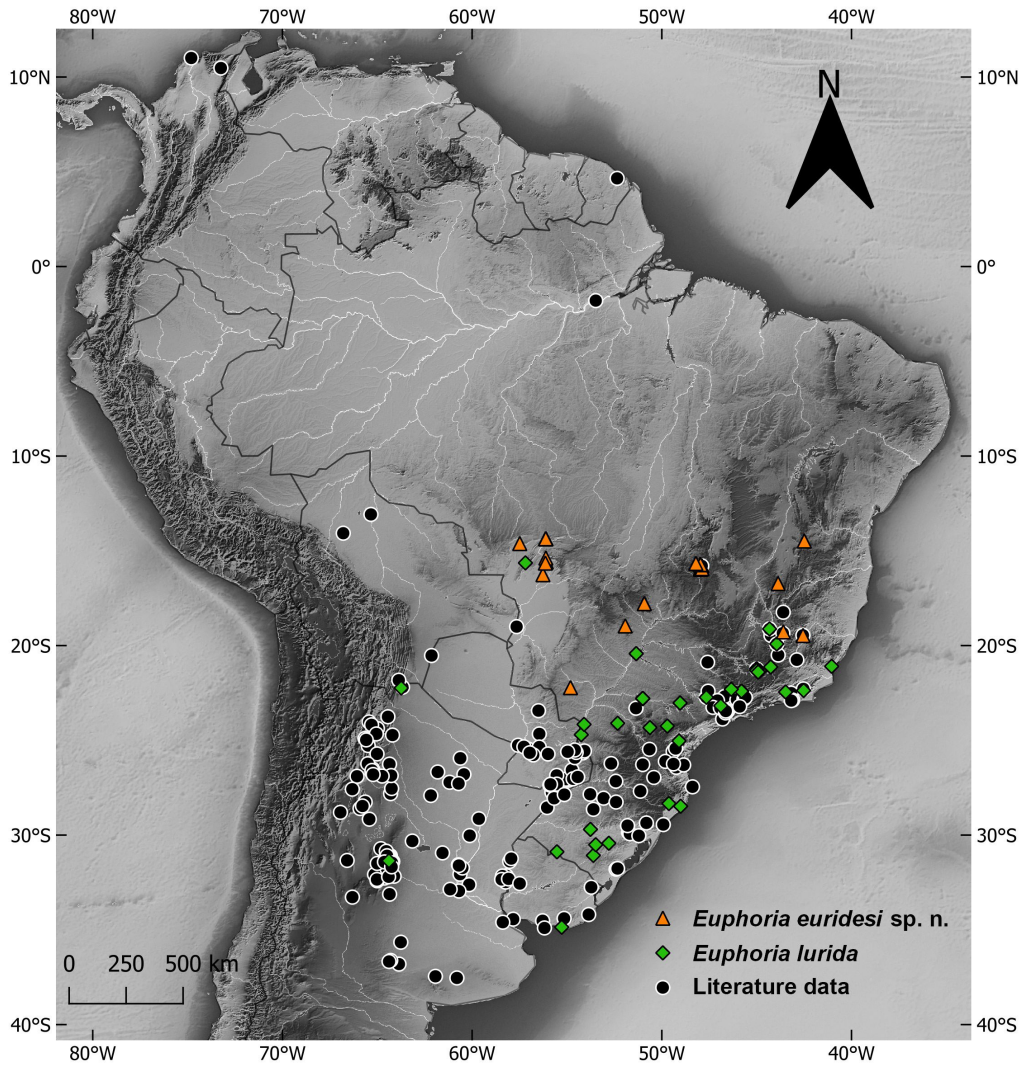 80°W 70°W 60°W 50°W 40°W
N
10°N 10°N
0° 0°
10°S 10°S
20°S 20°S
30°S 30°S
Euphoria euridesi sp. n.
Euphoria lurida
0 250 500 km
Literature data
40°S 40°S
80°W 70°W 60°W 50°W 40°W